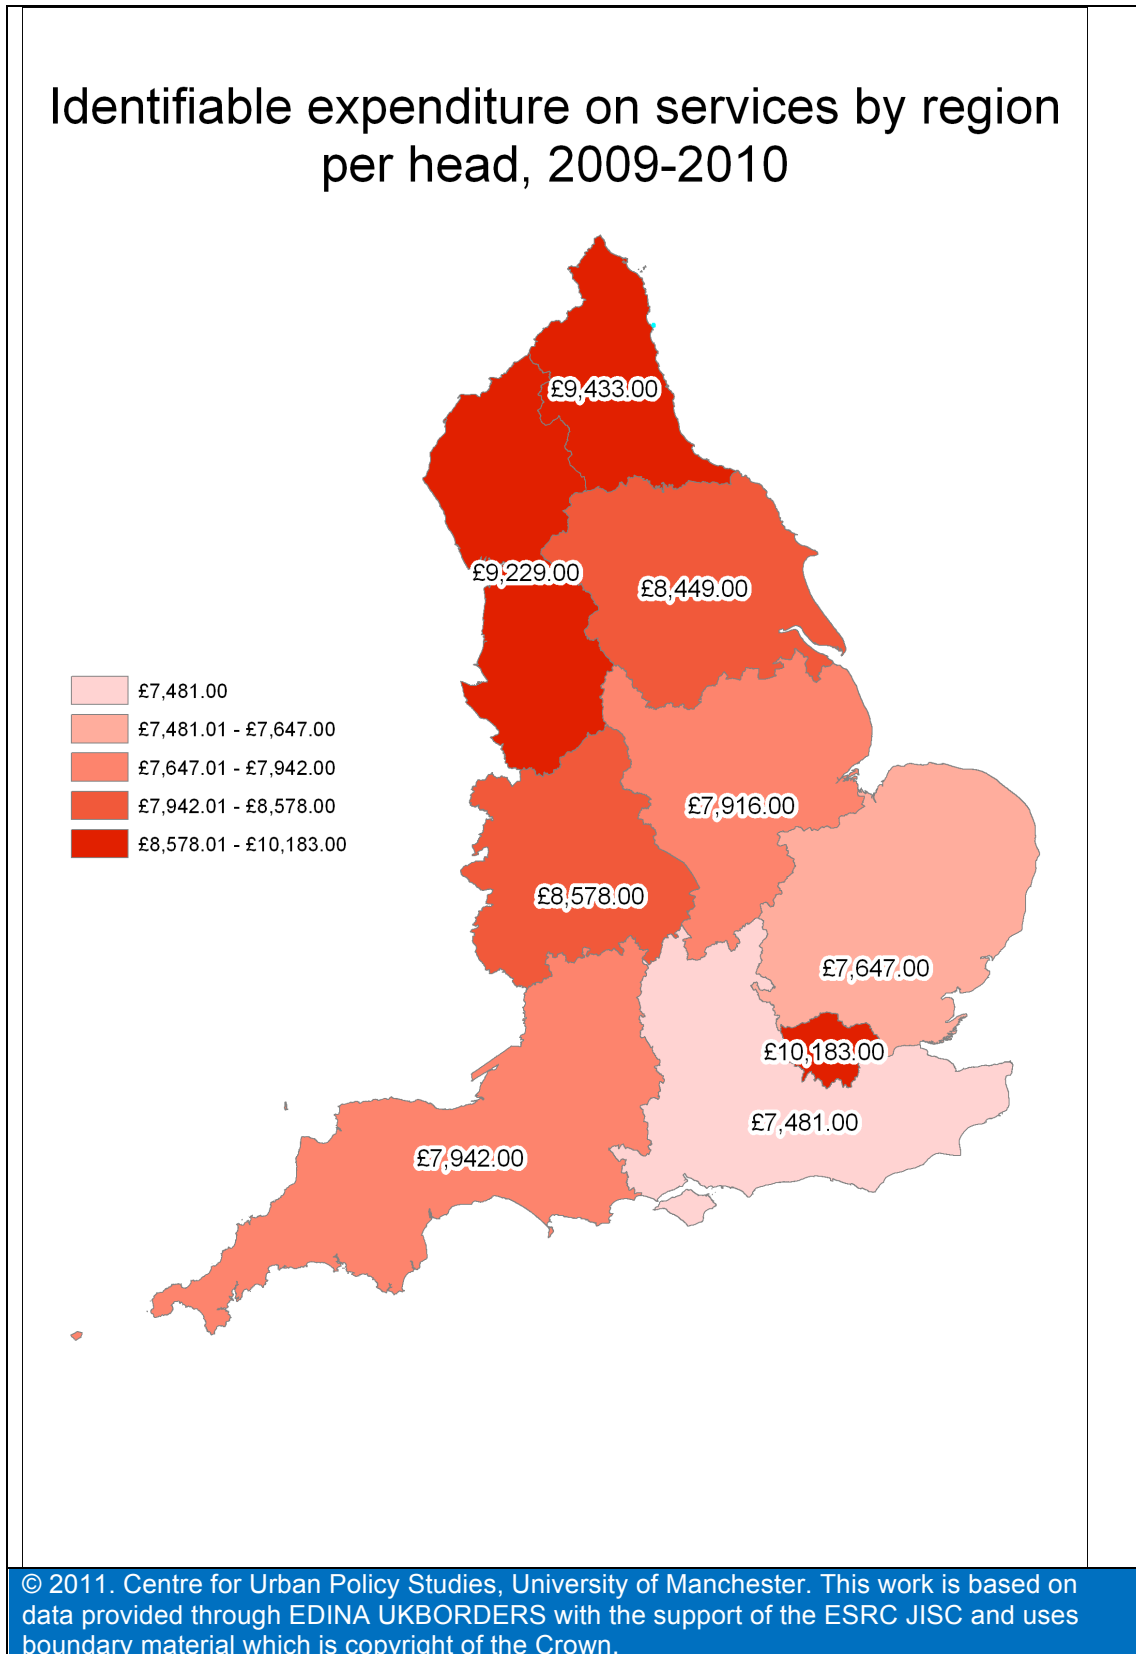 Identifiable expenditure on services by region
per head, 2009-2010
£9,433.00
£9,229.00
£8,449.00
£7,481.00
£7,481.01 - £7,647.00
£7,647.01 - £7,942.00
£7,942.01 - £8,578.00
£8,578.01 - £10,183.00
£7,916.00
£8,578.00
£7,647.00
£10,183.00
£7,481.00
£7,942.00
© 2011. Centre for Urban Policy Studies, University of Manchester. This work is based on
data provided through EDINA UKBORDERS with the support of the ESRC JISC and uses
boundary material which is copyright of the Crown.